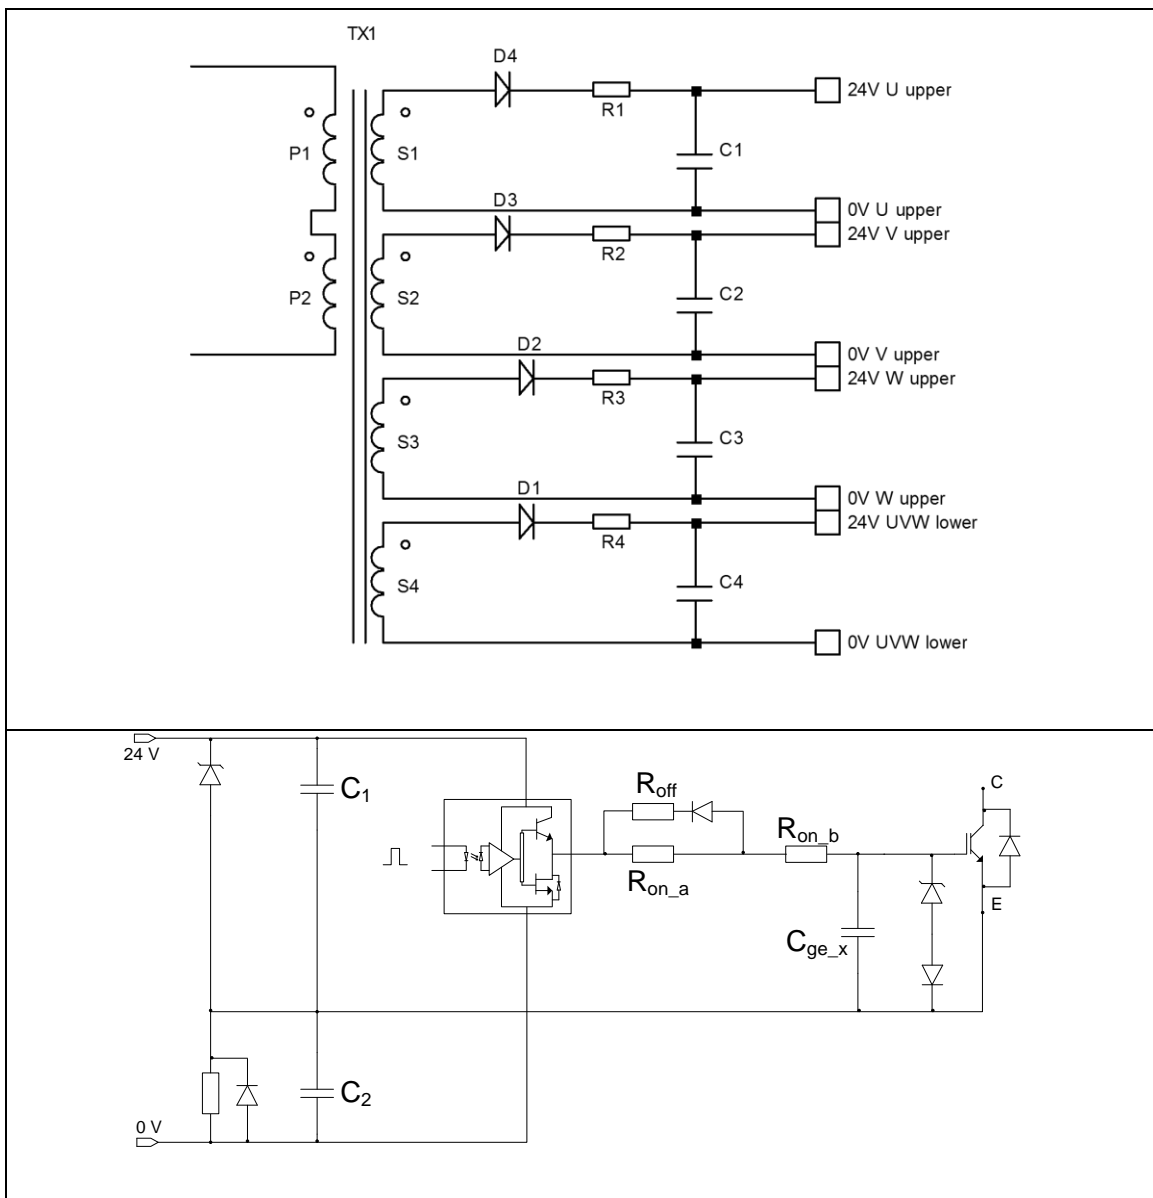 TX1
D4
24V U upper
R1
P1
S1
C1
D3
0V U upper
24V V upper
R2
P2
S2
C2
D2
0V V upper
24V W upper
R3
S3
C3
D1
0V W upper
24V UVW lower
R4
S4
C4
0V UVW lower
24 V
C1
Roff
Ron_b
Ron_a
Cge_x
C
E
C2
0 V